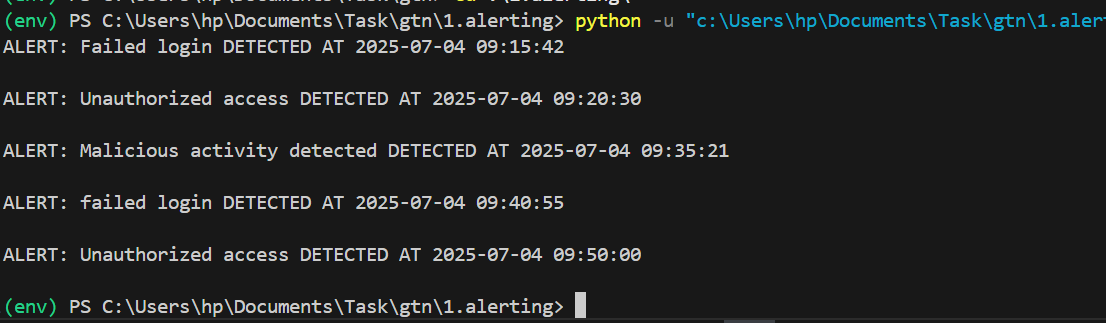 (env) PS C:\Users\hp\Documents\Task\gtn\1.alerting> python -u "c:\Users\hp\Documents\Task\gtn\1.aler
ALERT: Failed login DETECTED AT 2025-07-04 09:15:42
ALERT: Unauthorized access DETECTED AT 2025-07-04 09:20:30
ALERT: Malicious activity detected DETECTED AT 2025-07-04 09:35:21
ALERT: failed login DETECTED AT 2025-07-04 09:40:55
ALERT: Unauthorized access DETECTED AT 2025-07-04 09:50:00
(env) PS C:\Users\hp\Documents\Task\gtn\1.alerting>